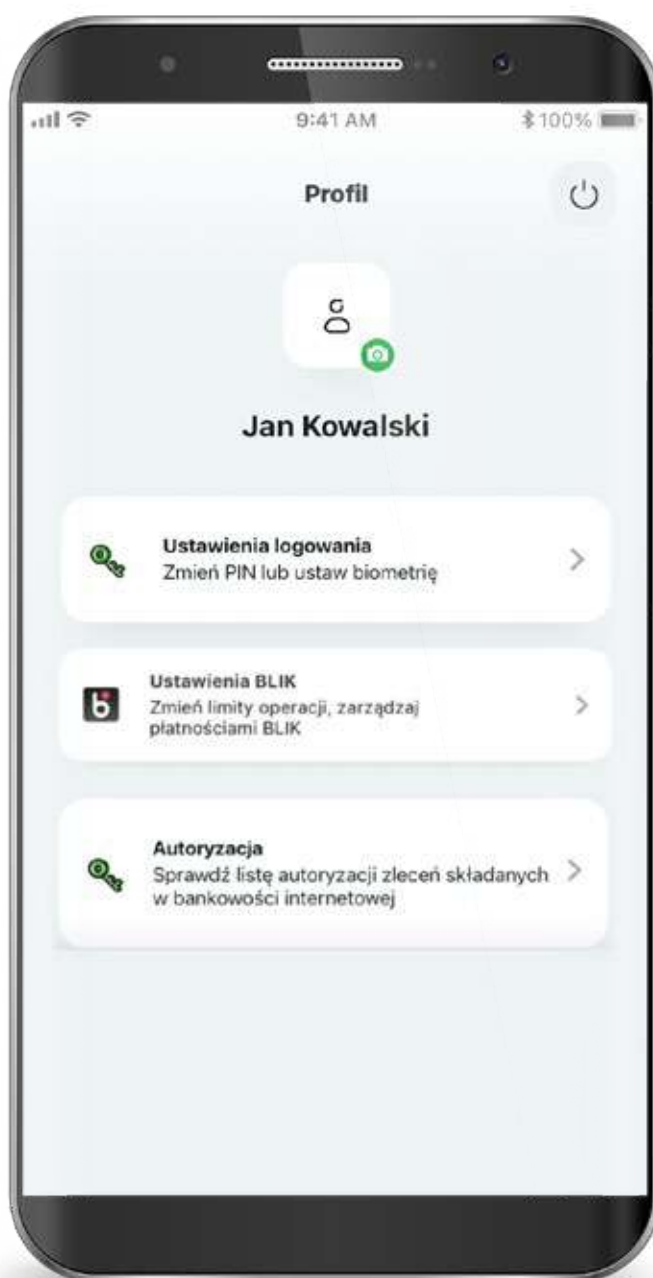 9:41 AM
100%
Profil
Jan Kowalski
Ustawienia logowania
Zmień PIN lub ustaw biometrię
Ustawienia BLIK
Zmień limity operacji, zarządzaj
płatnościami BLIK
Autoryzacja
Sprawdź listę autoryzacji zleceń składanych
w bankowości internetowej